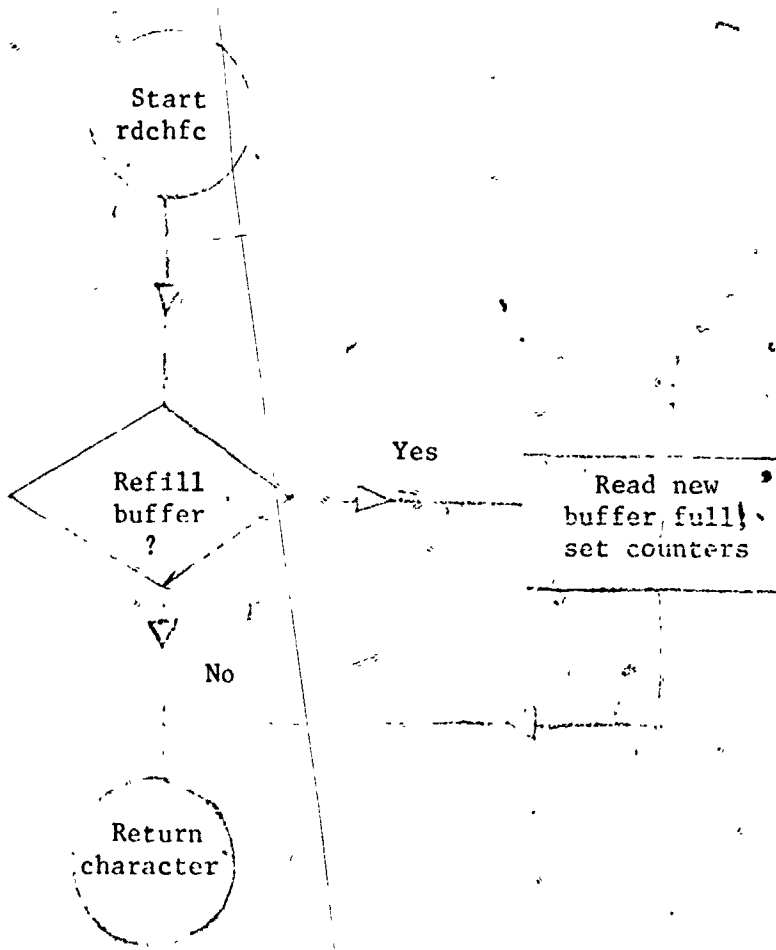 Start
rdchfc
Refill
buffer
?
Yes
Read new
buffer full,
set counters
No
Return
character